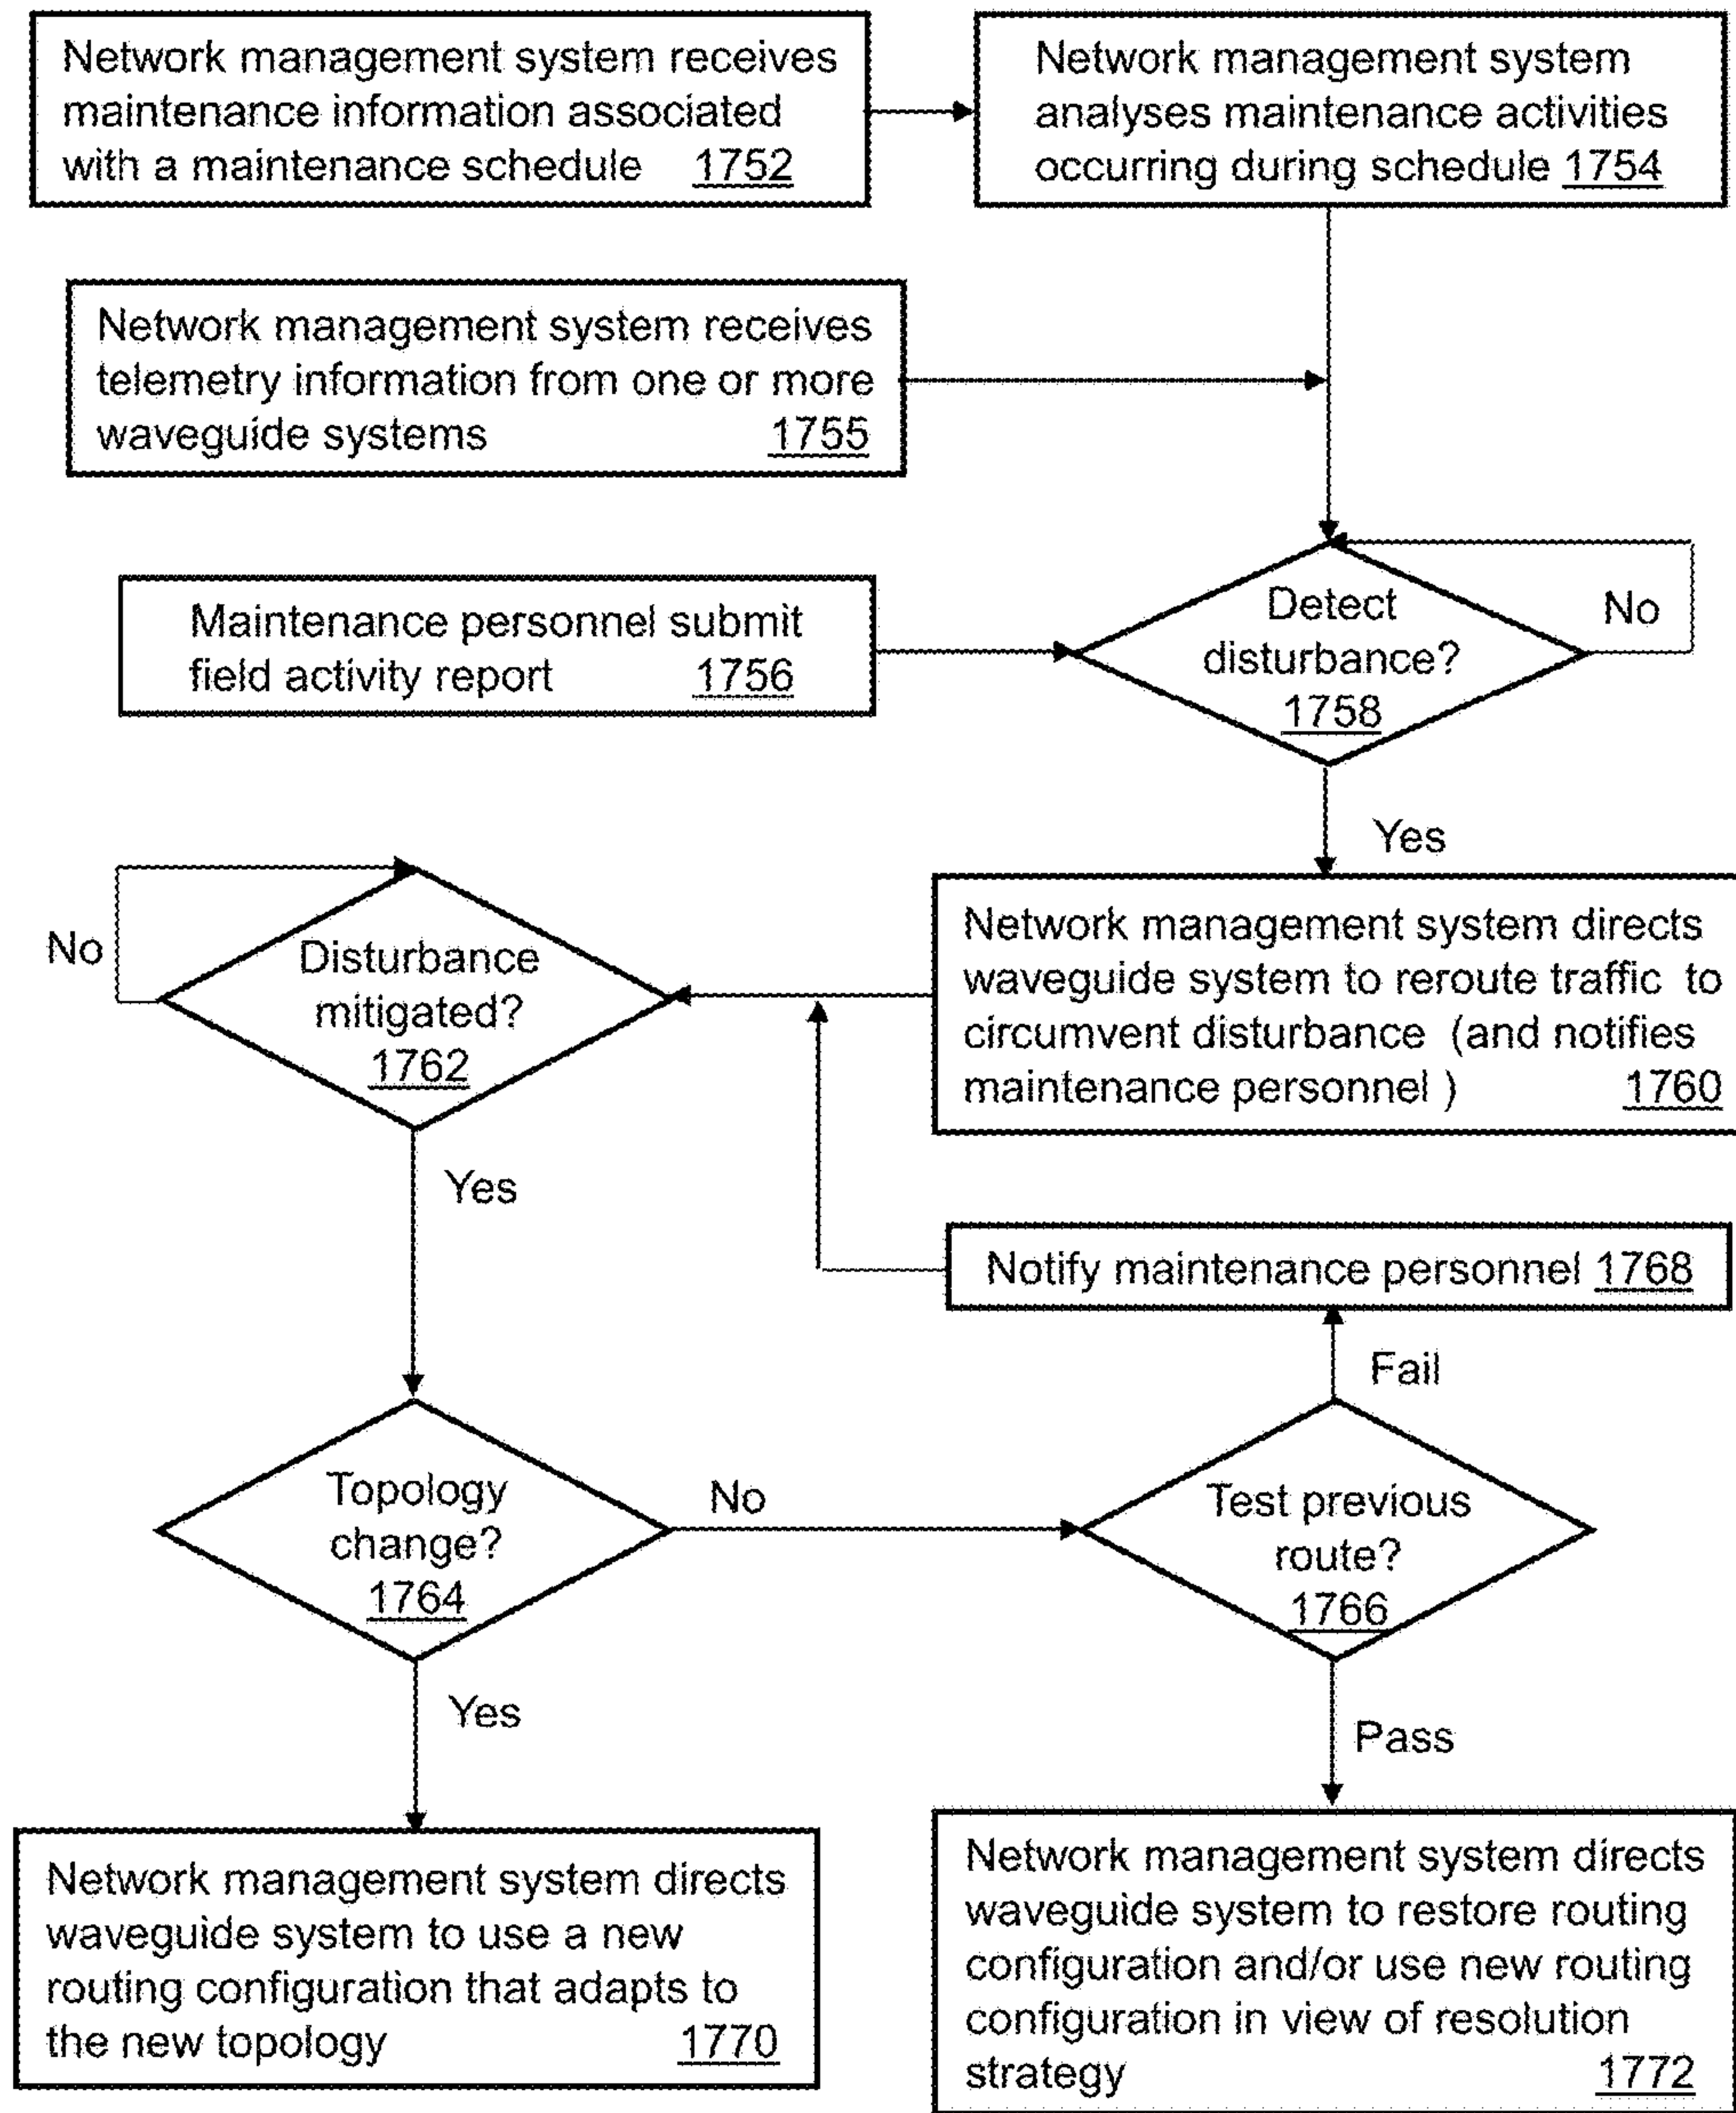 Network management system receives
maintenance information associated
with a maintenance schedule 1752
Network management system
analyses maintenance activities
occurring during schedule 1754
Network management system receives
telemetry information from one or more
waveguide systems 1755
Maintenance personnel submit
field activity report 1756
Detect
disturbance?
1758
No
Yes
Network management system directs
waveguide system to reroute traffic to
circumvent disturbance (and notifies
maintenance personnel ) 1760
No
Disturbance
mitigated?
1762
Yes
Notify maintenance personnel 1768
Fail
Topology
change?
1764
No
Test previous
route?
1766
Yes
Pass
Network management system directs
waveguide system to use a new
routing configuration that adapts to
the new topology 1770
Network management system directs
waveguide system to restore routing
configuration and/or use new routing
configuration in view of resolution
strategy 1772